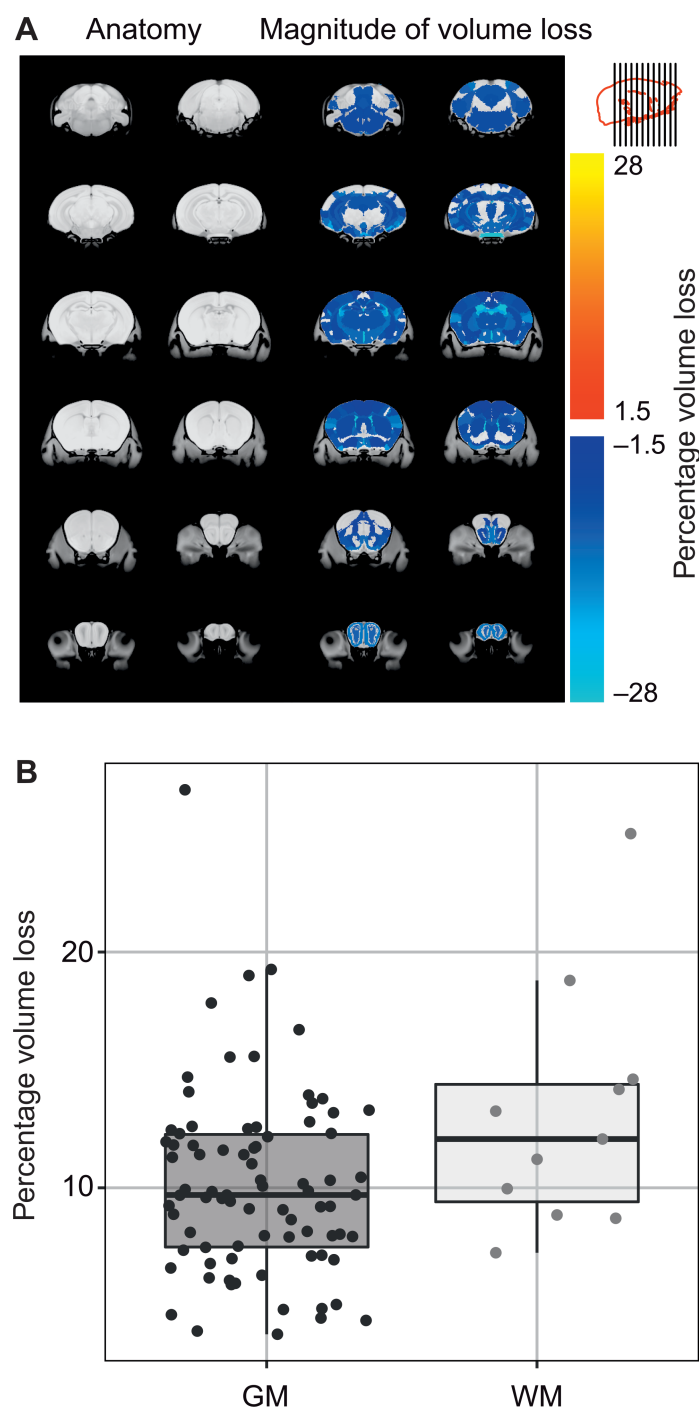 A Anatomy Magnitude of volume loss
28
1.5
–1.5
–28
Percentage volume loss
B
Percentage volume loss
20
10
GM WM